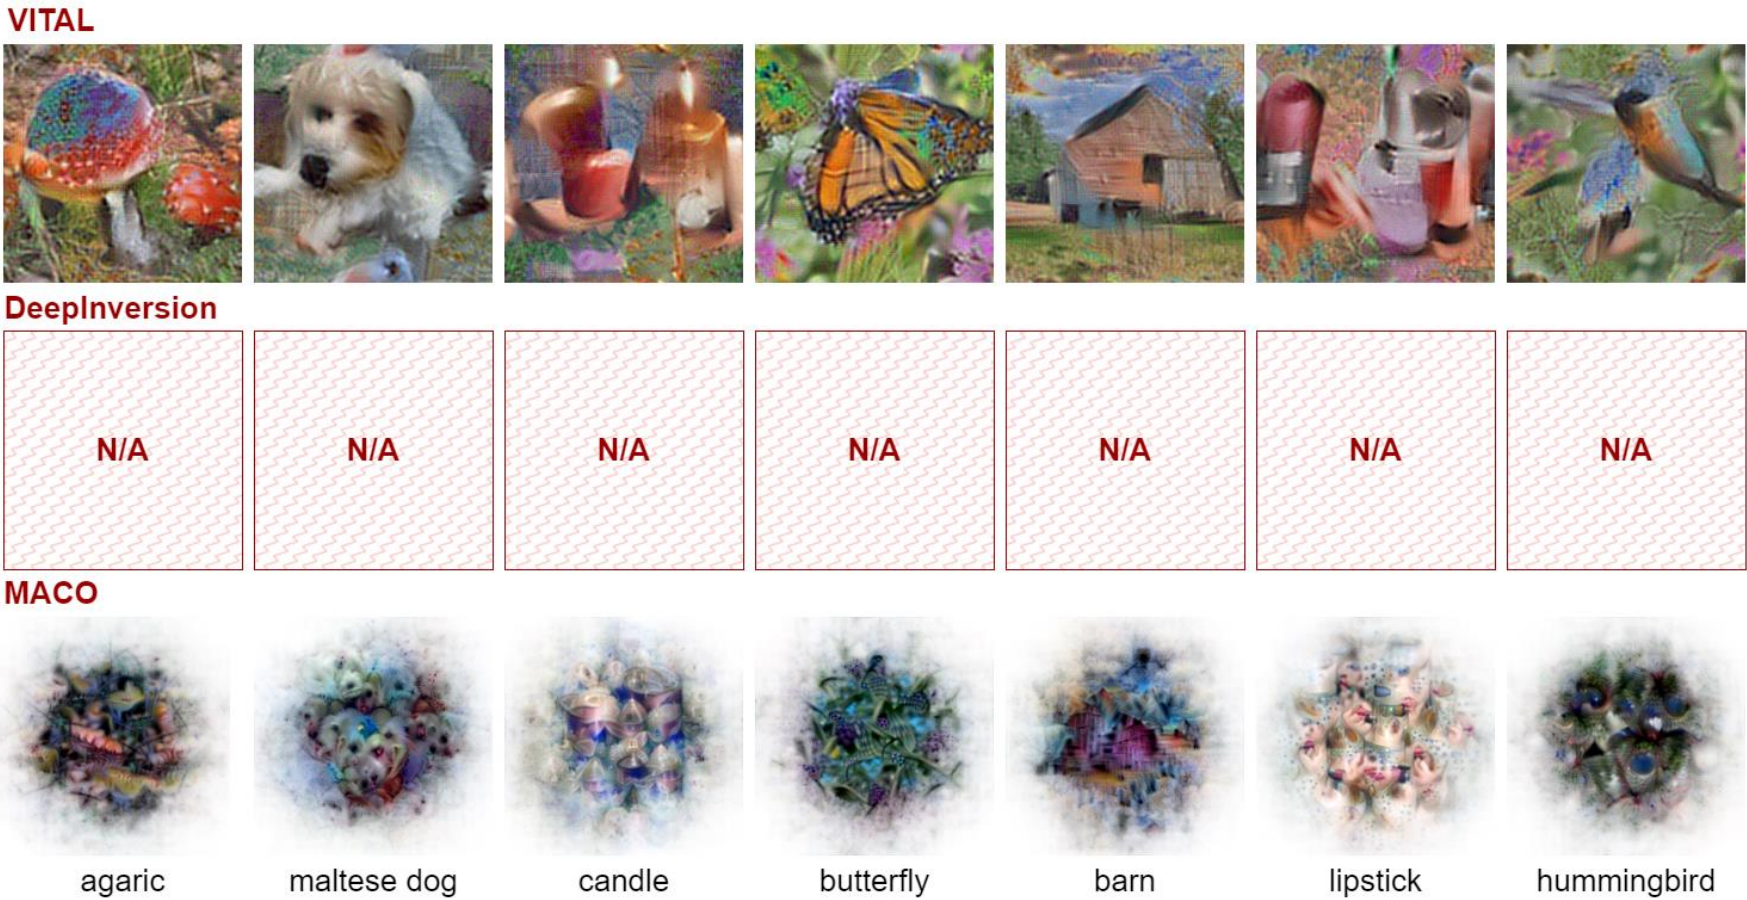 VITAL
DeepInversion
N/A N/A N/A N/A N/A N/A N/A
MACO
agaric maltese dog candle butterfly barn lipstick hummingbird